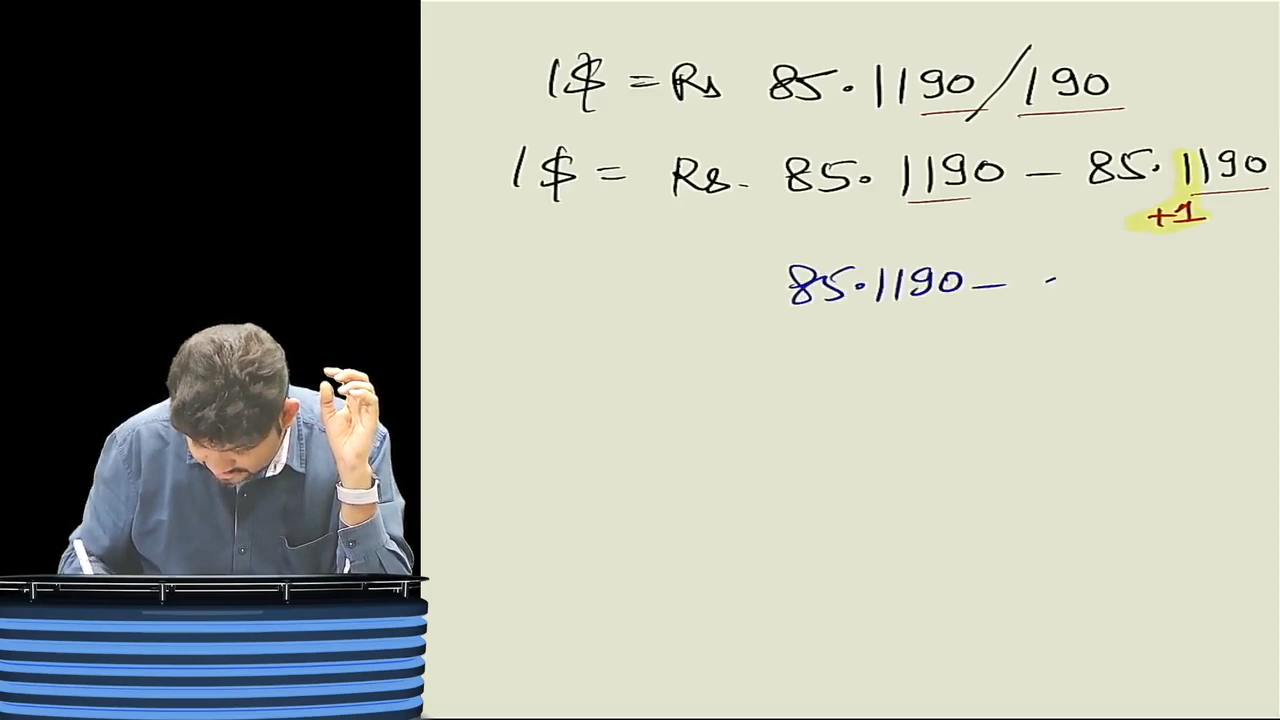 1$ = Rs 85.1190/190
1$ = Rs. 85.1190 - 85.1190
+1
85.1190 -